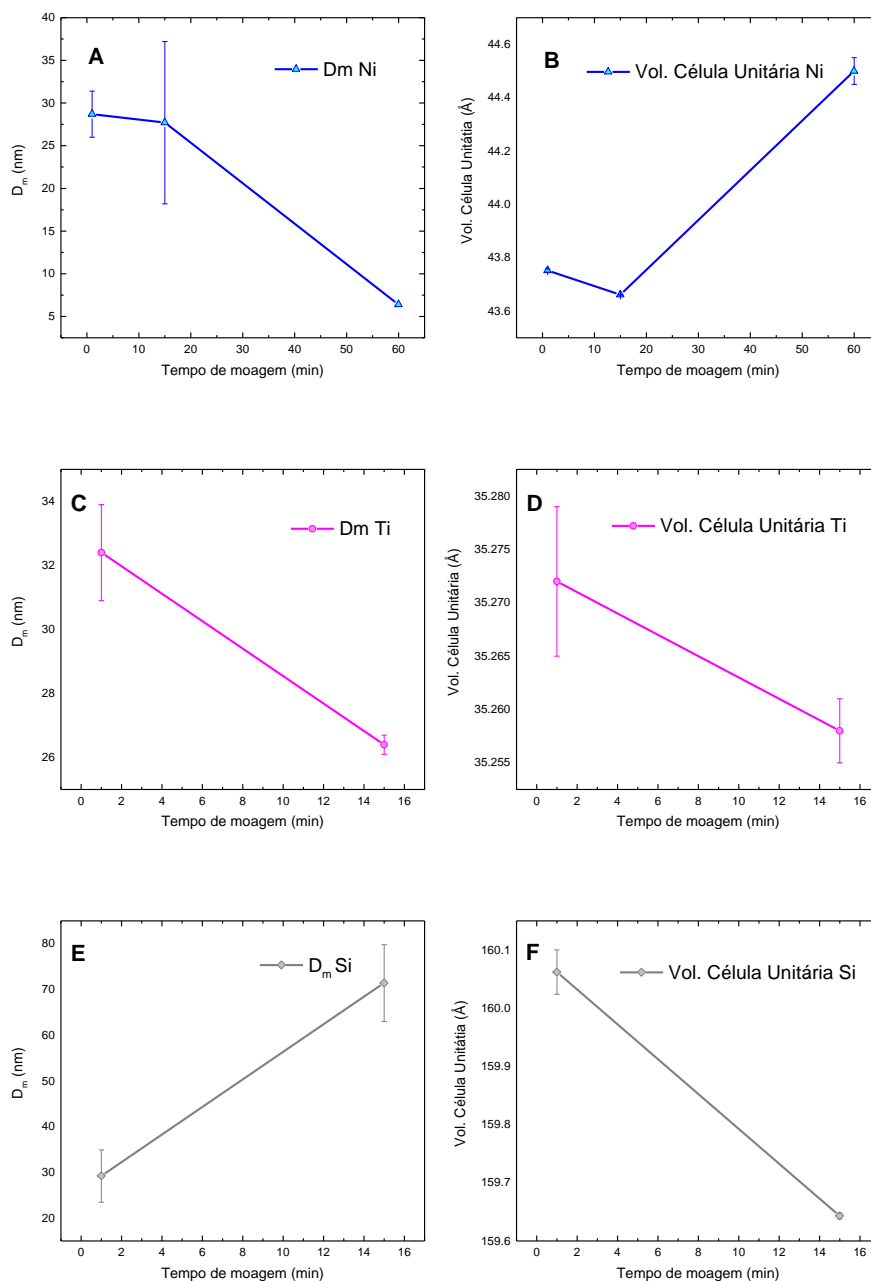 A
Dm Ni
40
35
30
25
20
15
10
5
D_m (nm)
0 10 20 30 40 50 60
Tempo de moagem (min)
B
Vol. Célula Unitária Ni
44.6
44.4
44.2
44.0
43.8
43.6
Vol. Célula Unitátia (Å)
0 10 20 30 40 50 60
Tempo de moagem (min)
C
Dm Ti
34
32
30
28
26
D_m (nm)
0 2 4 6 8 10 12 14 16
Tempo de moagem (min)
D
Vol. Célula Unitária Ti
35.280
35.275
35.270
35.265
35.260
35.255
Vol. Célula Unitária (Å)
0 2 4 6 8 10 12 14 16
Tempo de moagem (min)
E
D_m Si
80
70
60
50
40
30
20
D_m (nm)
0 2 4 6 8 10 12 14 16
Tempo de moagem (min)
F
Vol. Célula Unitária Si
160.1
160.0
159.9
159.8
159.7
159.6
Vol. Célula Unitátia (Å)
0 2 4 6 8 10 12 14 16
Tempo de moagem (min)